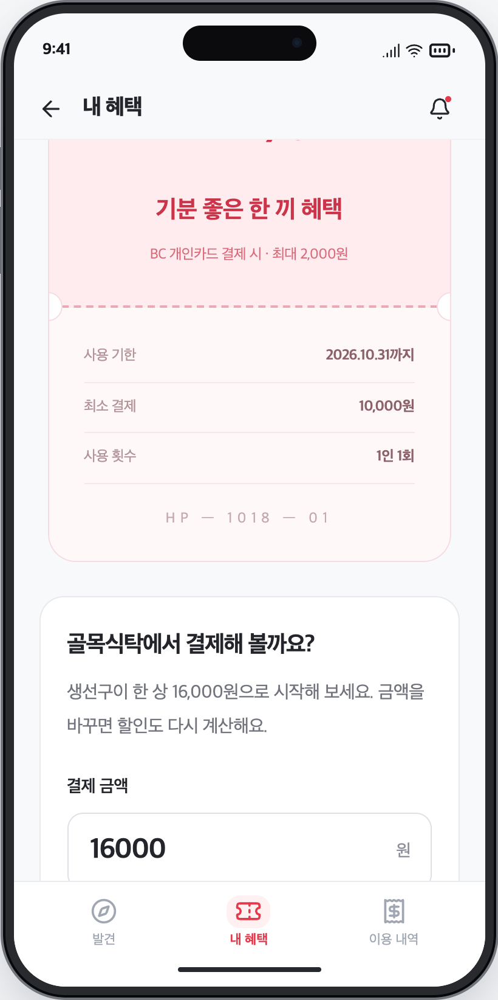 9:41
내 혜택
기분 좋은 한 끼 혜택
BC 개인카드 결제 시 · 최대 2,000원
사용 기한 2026.10.31까지
최소 결제 10,000원
사용 횟수 1인 1회
HP — 1018 — 01
골목식탁에서 결제해 볼까요?
생선구이 한 상 16,000원으로 시작해 보세요. 금액을
바꾸면 할인도 다시 계산해요.
결제 금액
16000 원
발견 내 혜택 이용 내역